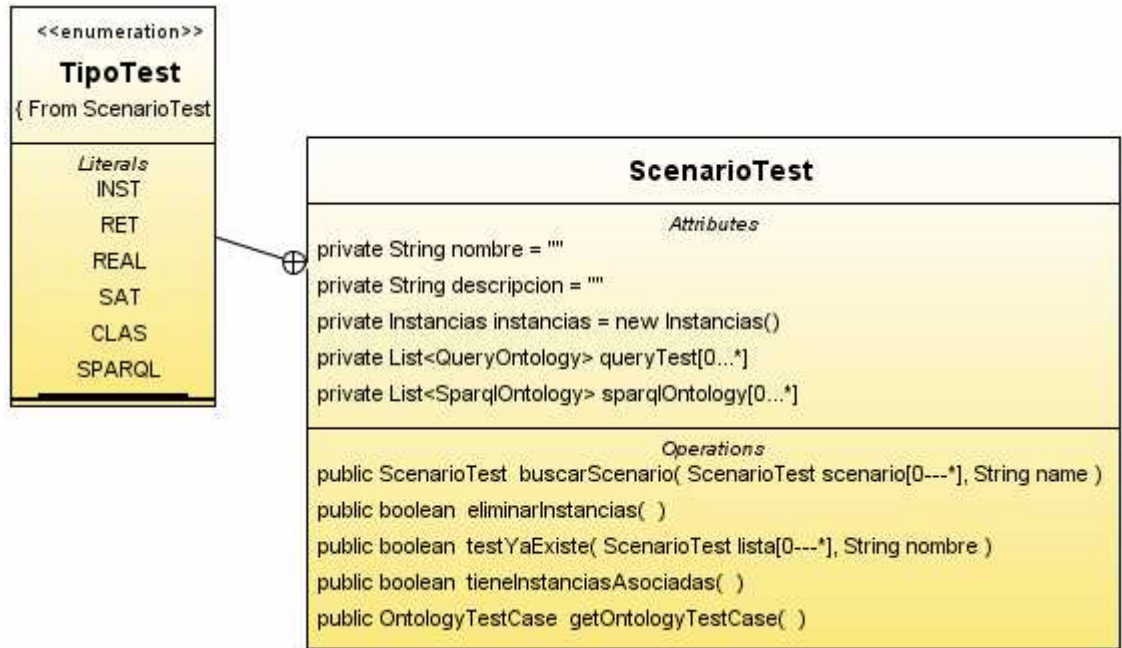 <<enumeration>>
TipoTest
{ From ScenarioTest
Literals
INST
RET
REAL
SAT
CLAS
SPARQL
ScenarioTest
Attributes
private String nombre = ""
private String descripcion = ""
private Instancias instancias = new Instancias()
private List<QueryOntology> queryTest[0...*]
private List<SparqlOntology> sparqlOntology[0...*]
Operations
public ScenarioTest buscarScenario( ScenarioTest scenario[0---*], String name )
public boolean eliminarInstancias( )
public boolean testYaExiste( ScenarioTest lista[0---*], String nombre )
public boolean tieneInstanciasAsociadas( )
public OntologyTestCase getOntologyTestCase( )